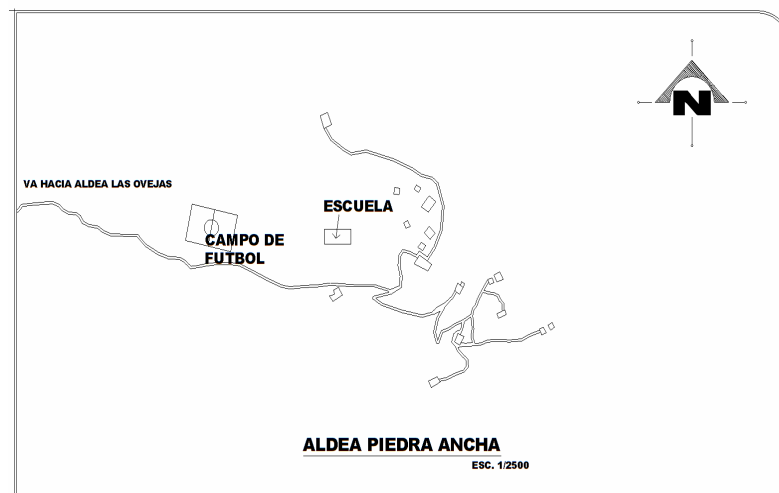 N
VA HACIA ALDEA LAS OVEJAS
ESCUELA
CAMPO DE
FUTBOL
ALDEA PIEDRA ANCHA
ESC. 1/2500